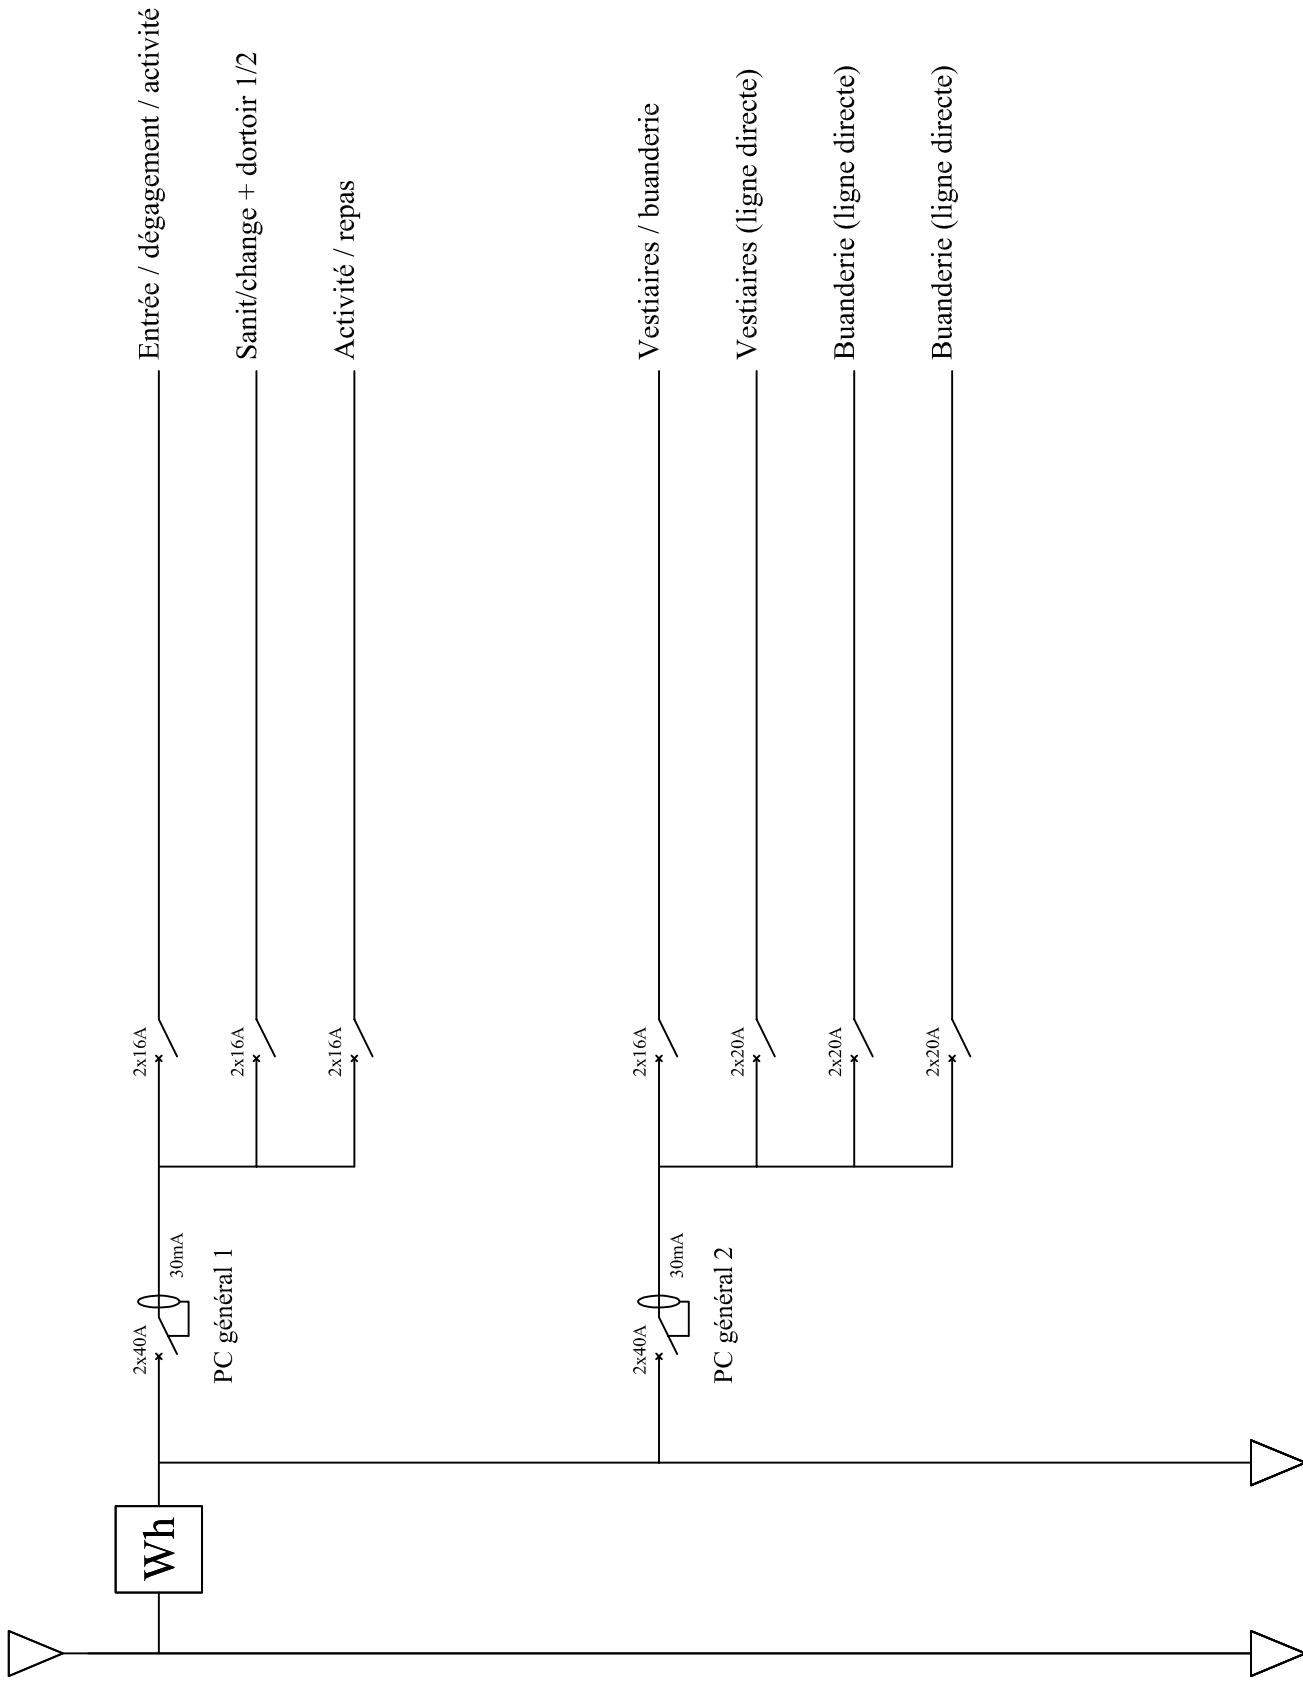 Wh
2x40A
30mA
PC général 1
2x16A
Entrée / dégagement / activité
2x16A
Sanit/change + dortoir 1/2
2x16A
Activité / repas
2x40A
30mA
PC général 2
2x16A
Vestiaires / buanderie
2x20A
Vestiaires (ligne directe)
2x20A
Buanderie (ligne directe)
2x20A
Buanderie (ligne directe)